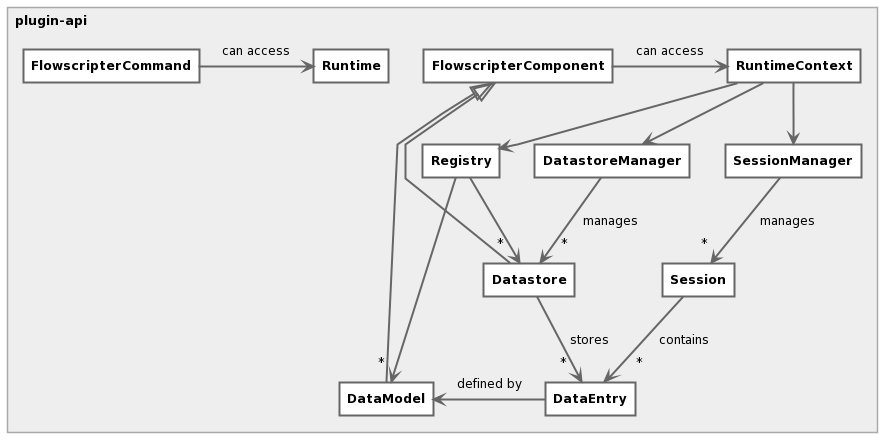 plugin-api
FlowscripterCommand
can access
Runtime
FlowscripterComponent
can access
RuntimeContext
Registry
DatastoreManager
SessionManager
manages
manages
*
*
*
Datastore
Session
stores
contains
*
*
*
defined by
DataModel
DataEntry